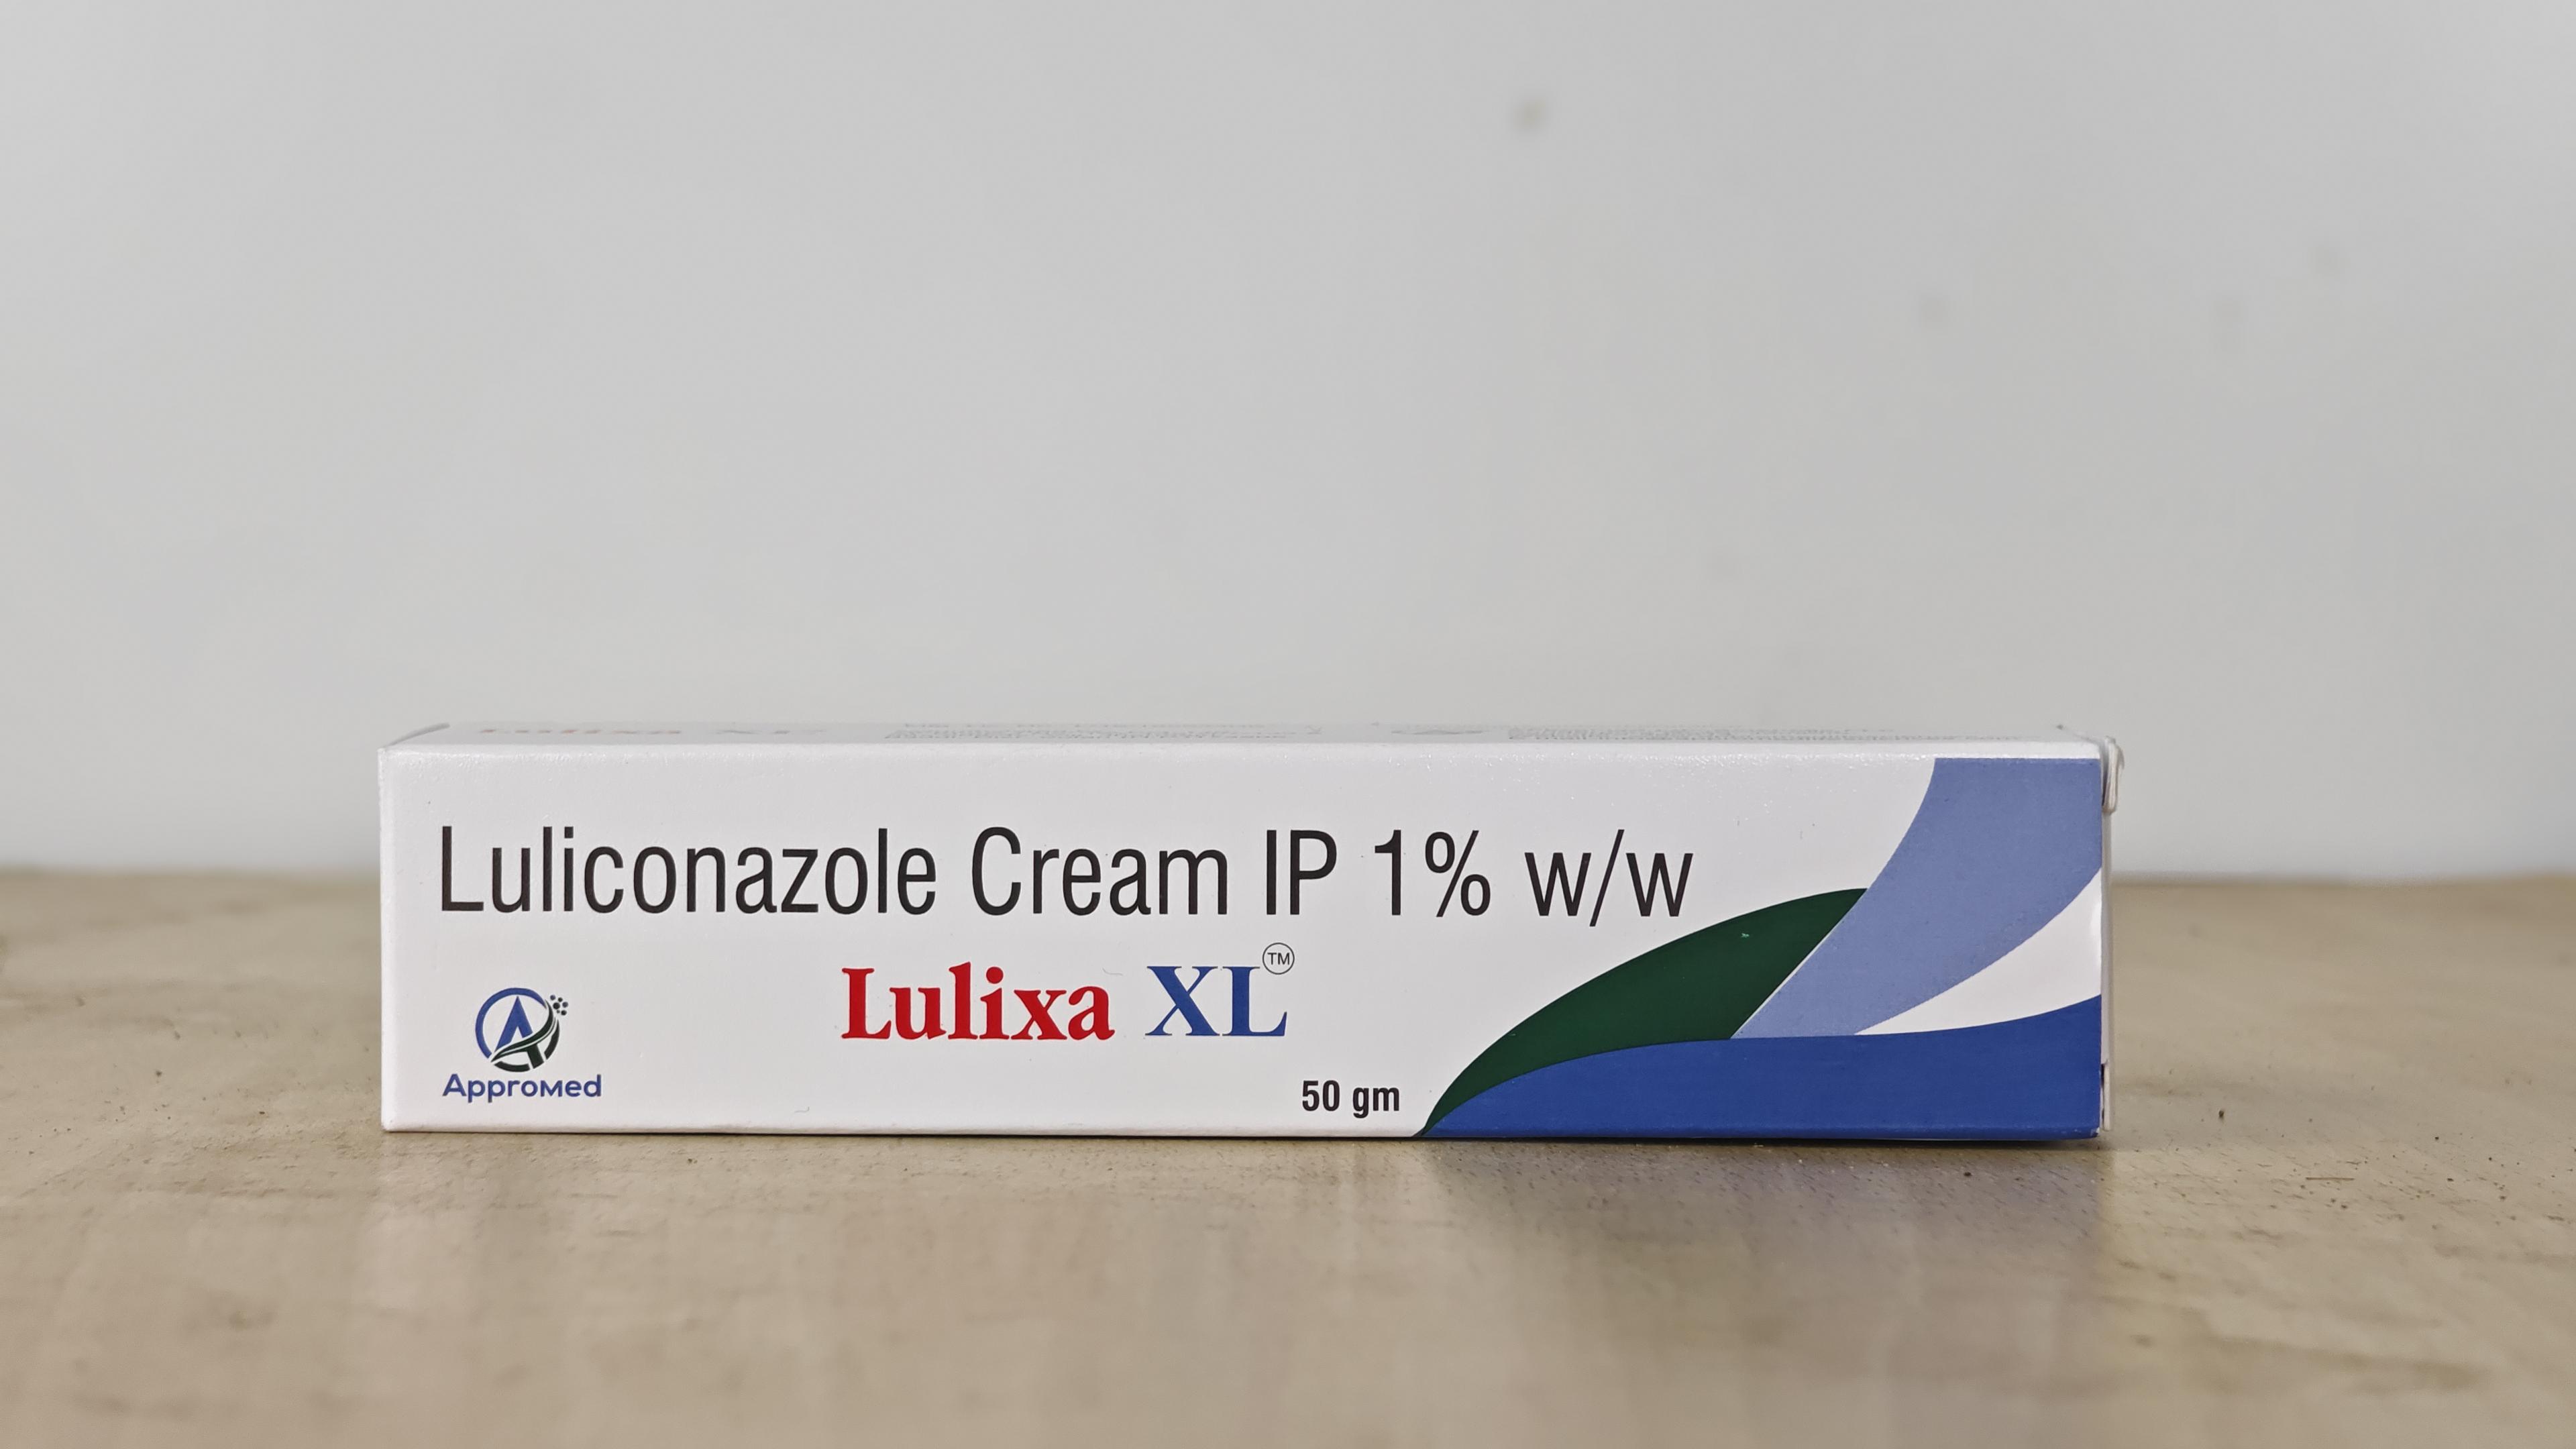 Luliconazole Cream IP 1% w/w
Lulixa XL™
ApproMed
50 gm